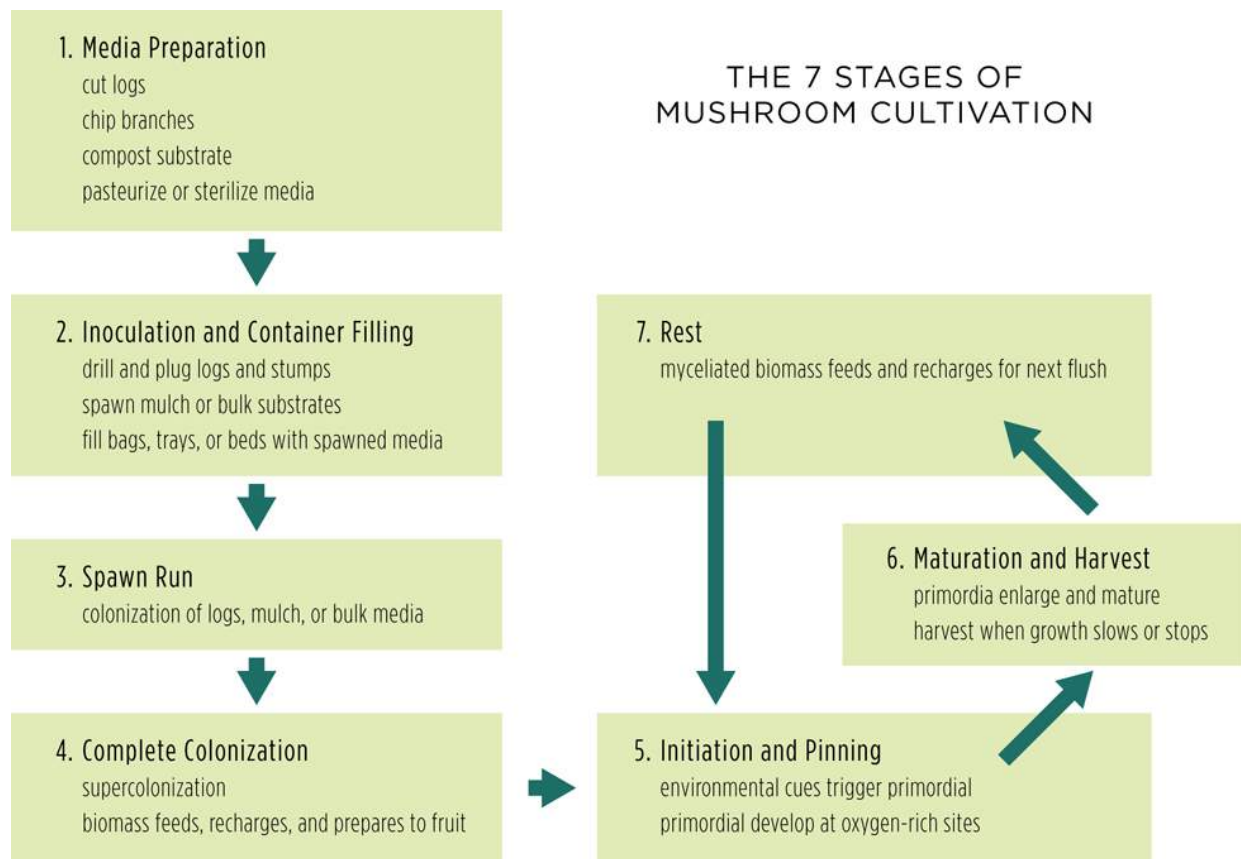 THE 7 STAGES OF
MUSHROOM CULTIVATION
1. Media Preparation
cut logs
chip branches
compost substrate
pasteurize or sterilize media
2. Inoculation and Container Filling
drill and plug logs and stumps
spawn mulch or bulk substrates
fill bags, trays, or beds with spawned media
3. Spawn Run
colonization of logs, mulch, or bulk media
4. Complete Colonization
supercolonization
biomass feeds, recharges, and prepares to fruit
5. Initiation and Pinning
environmental cues trigger primordial
primordial develop at oxygen-rich sites
6. Maturation and Harvest
primordia enlarge and mature
harvest when growth slows or stops
7. Rest
myceliated biomass feeds and recharges for next flush